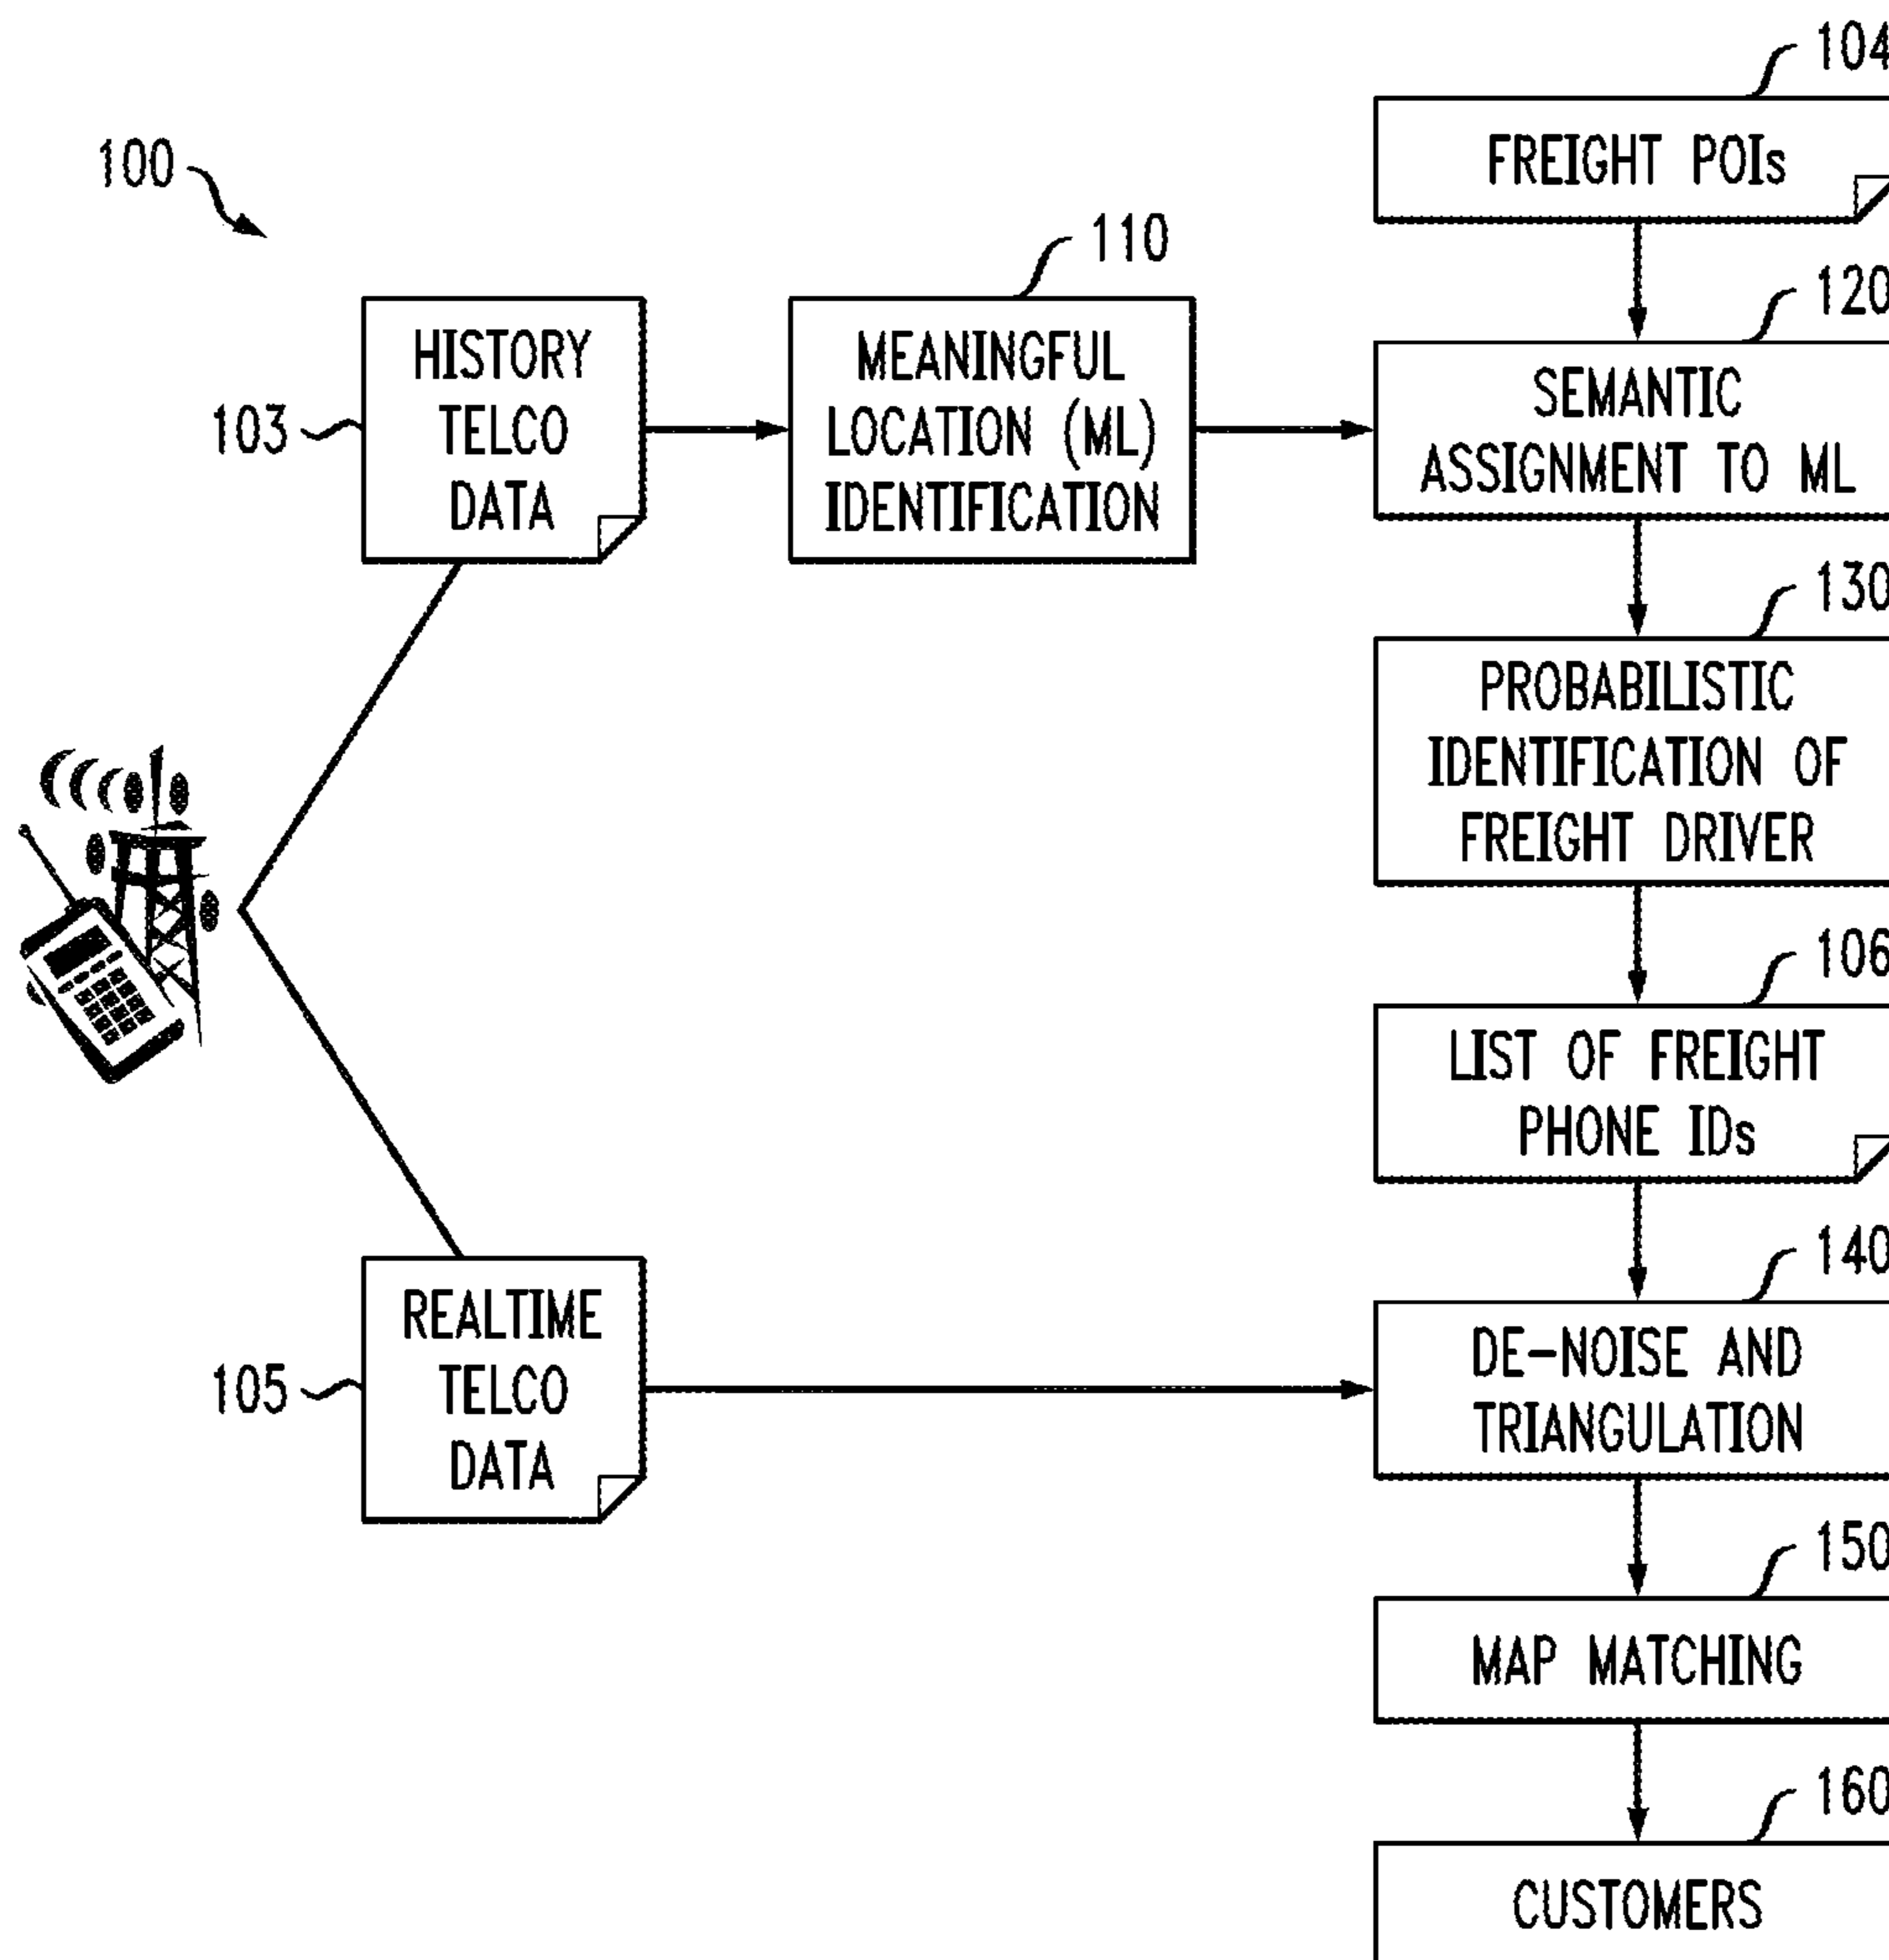 104
FREIGHT POIs
100
110
120
HISTORY
TELCO
DATA
103
MEANINGFUL
LOCATION (ML)
IDENTIFICATION
SEMANTIC
ASSIGNMENT TO ML
130
PROBABILISTIC
IDENTIFICATION OF
FREIGHT DRIVER
106
LIST OF FREIGHT
PHONE IDs
140
REALTIME
TELCO
DATA
105
DE-NOISE AND
TRIANGULATION
150
MAP MATCHING
160
CUSTOMERS